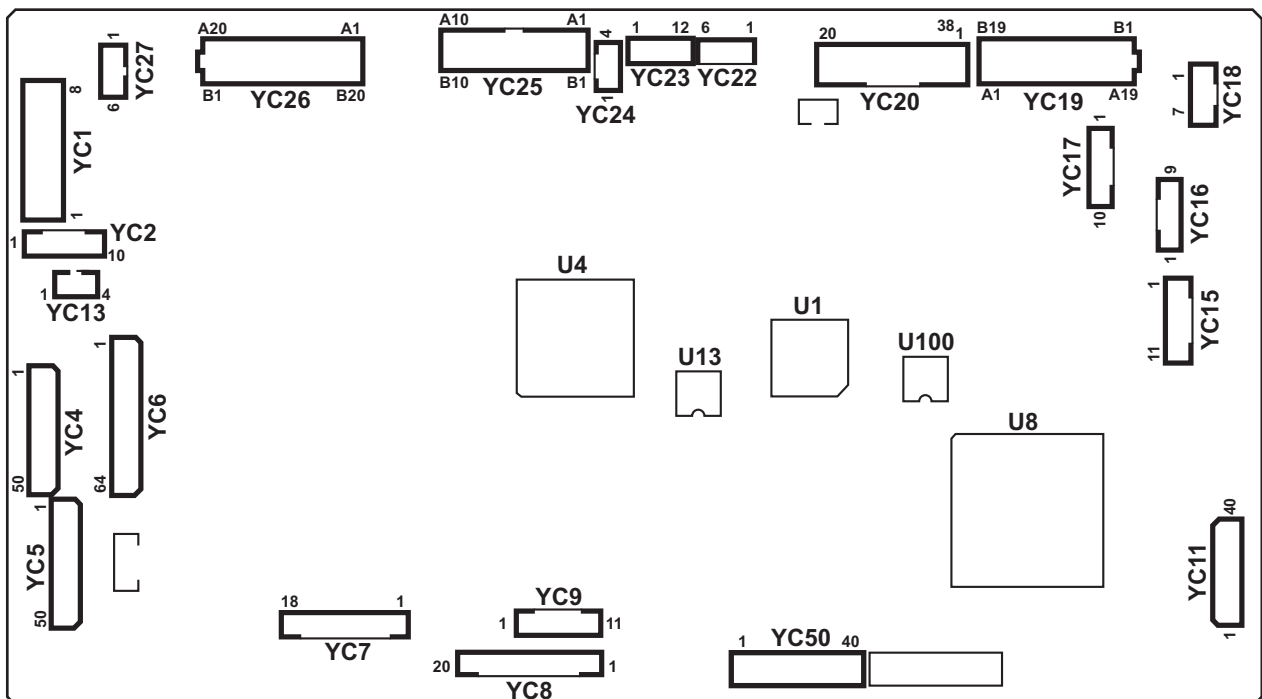 A20 A1
B1 B20
YC26
1
6
YC27
8
1
YC1
A10 A1
B10 B1
YC25
4
1
YC24
1 12
YC23
6 1
YC22
20 38 1
YC20
B19 B1
A1 A19
YC19
1
7
YC18
1
10
YC17
9
1
YC16
1
11
YC15
1 10
YC2
1 4
YC13
1
50
YC4
1
64
YC6
1
50
YC5
U4
U13
U1
U100
U8
40
1
YC11
18 1
YC7
YC9
1 11
20 1
YC8
YC50
1 40